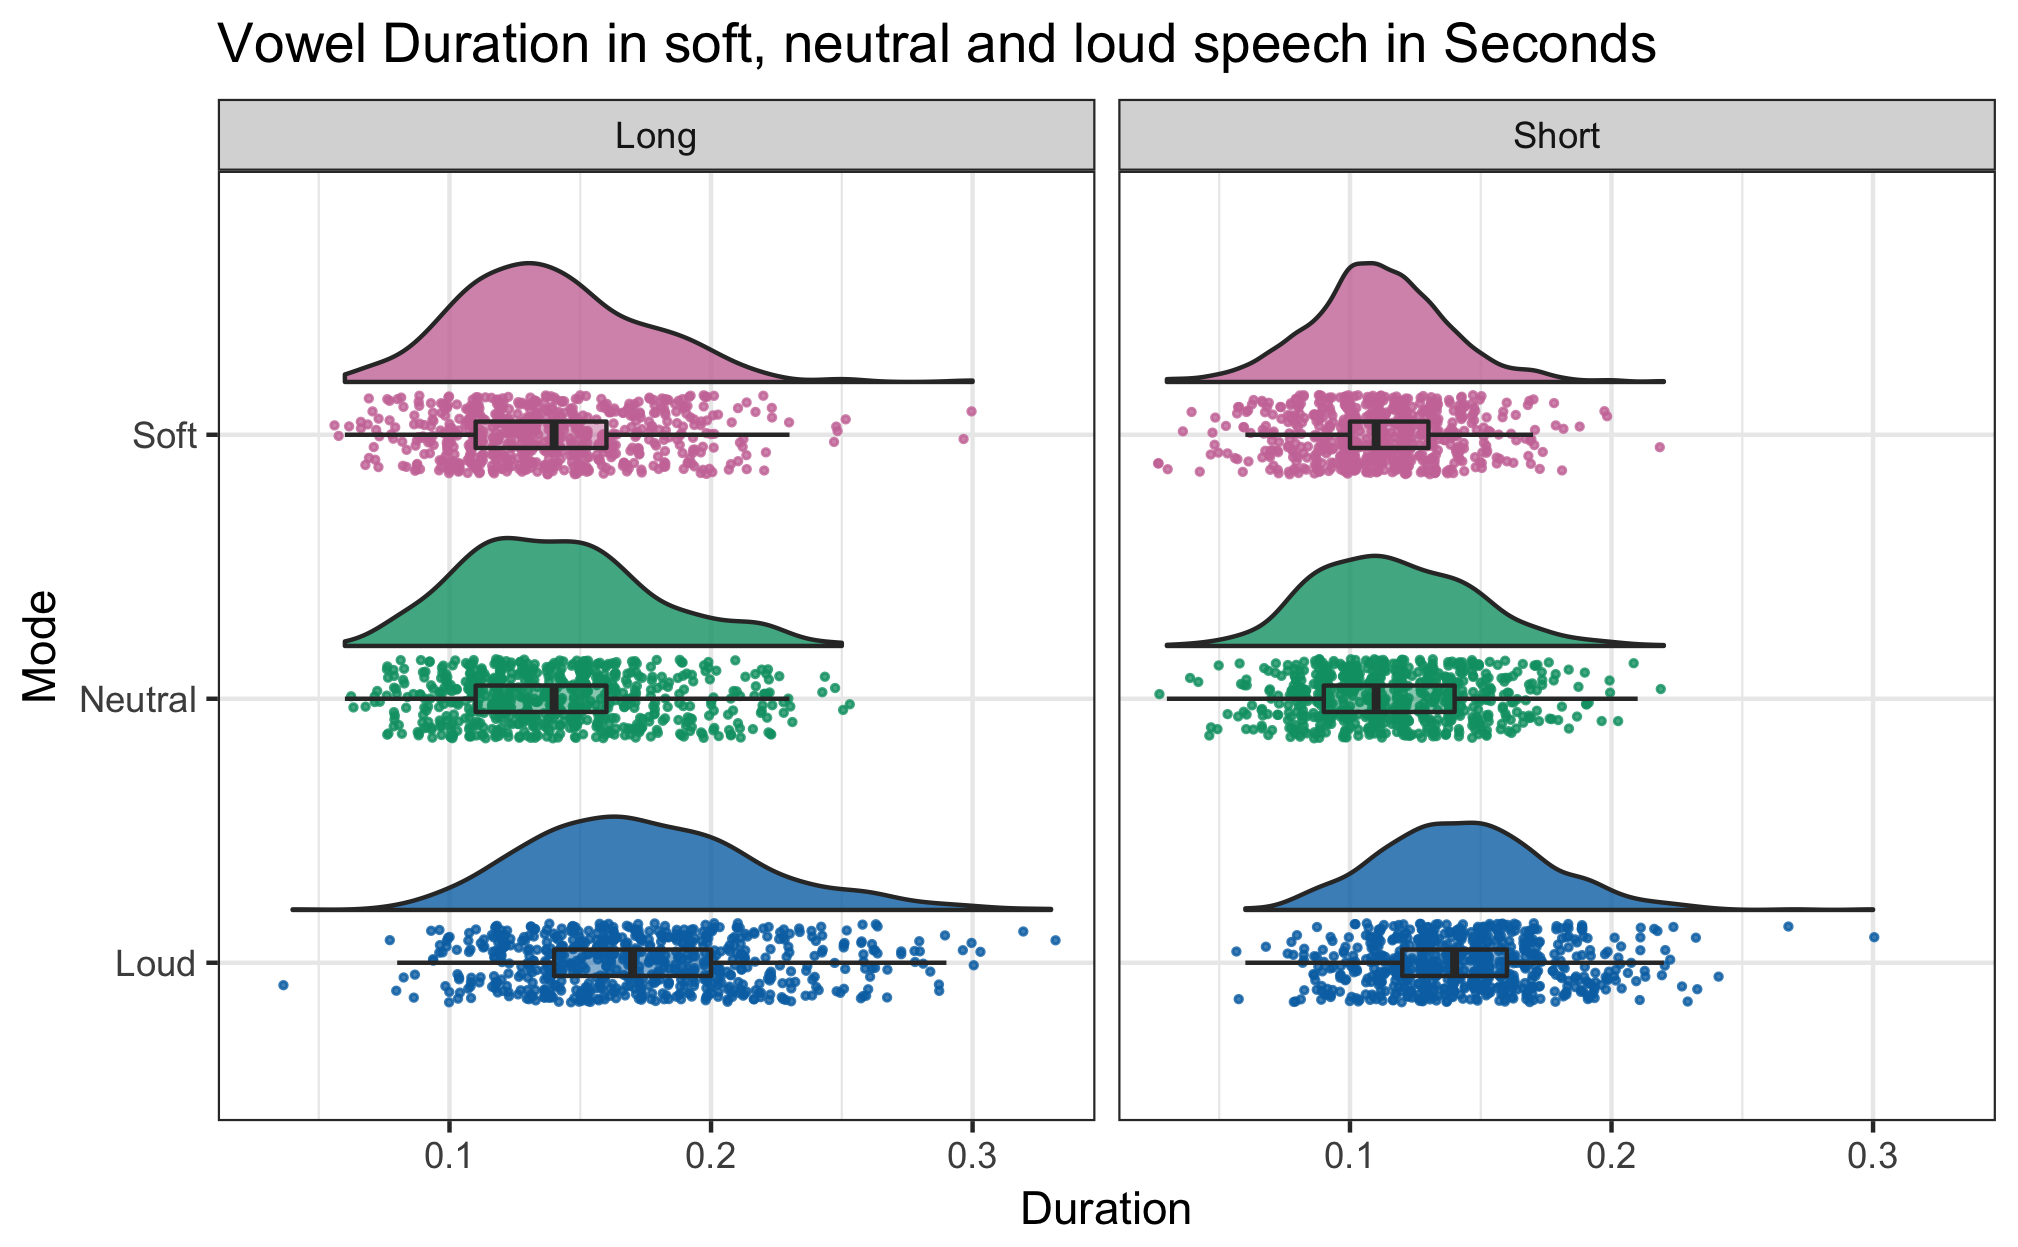 Vowel Duration in soft, neutral and loud speech in Seconds
Long
Short
Mode
Soft
Neutral
Loud
0.1 0.2 0.3
0.1 0.2 0.3
Duration